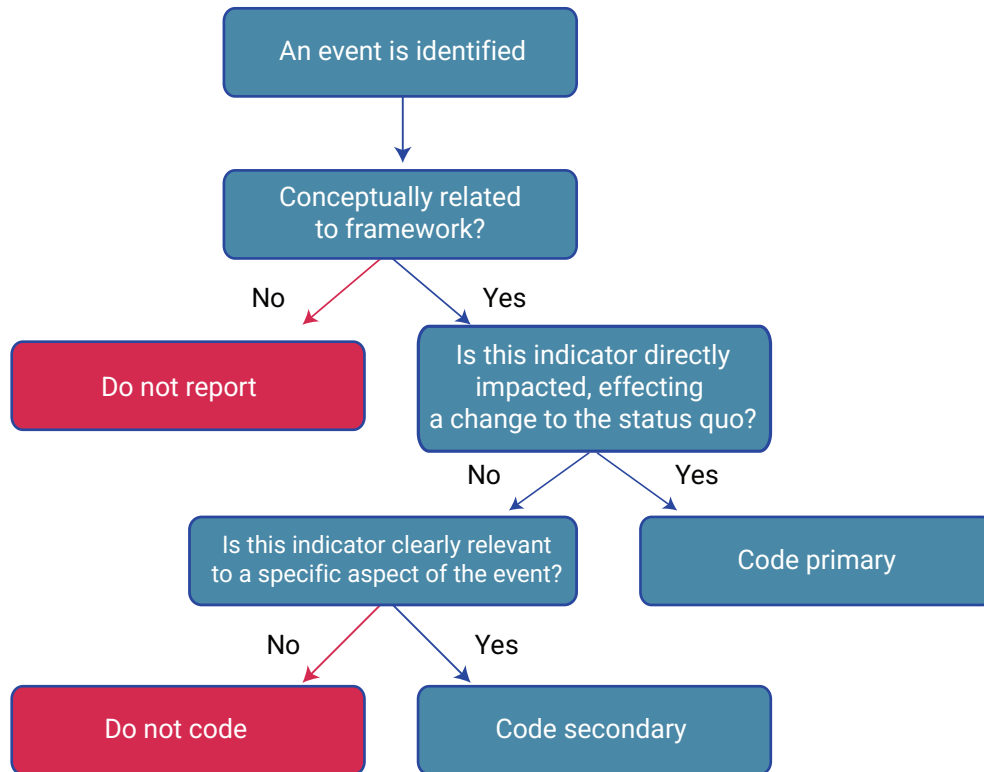 An event is identified
Conceptually related
to framework?
No
Yes
Do not report
Is this indicator directly
impacted, effecting
a change to the status quo?
No
Yes
Is this indicator clearly relevant
to a specific aspect of the event?
Code primary
No
Yes
Do not code
Code secondary